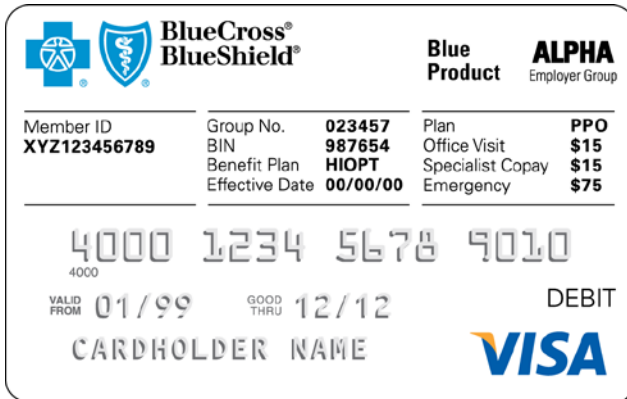 BlueCross®
BlueShield®
Blue
Product
ALPHA
Employer Group
Member ID
XYZ123456789
Group No. 023457
BIN 987654
Benefit Plan HIOPT
Effective Date 00/00/00
Plan PPO
Office Visit $15
Specialist Copay $15
Emergency $75
4000 1234 5678 9010
4000
VALID FROM 01/99 GOOD THRU 12/12
DEBIT
CARDHOLDER NAME
VISA